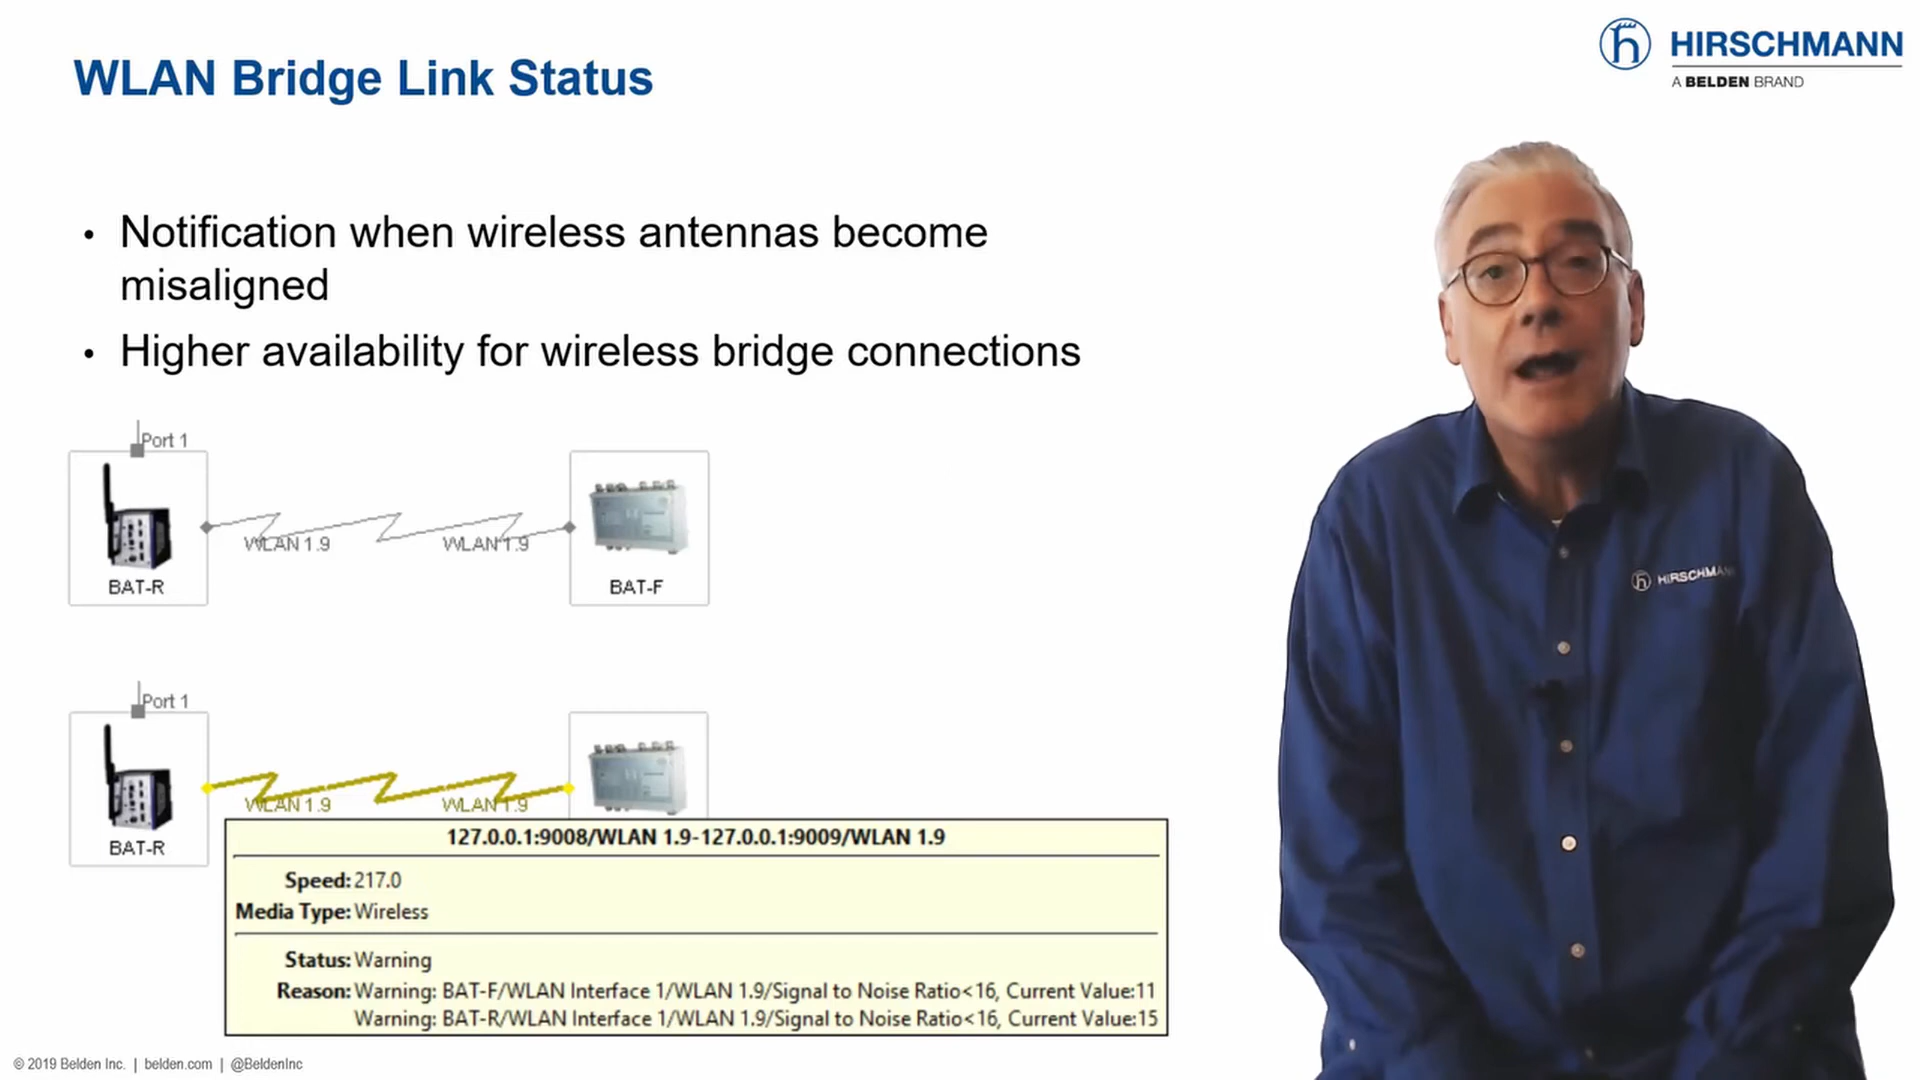 WLAN Bridge Link Status
HIRSCHMANN
A BELDEN BRAND
• Notification when wireless antennas become
misaligned
• Higher availability for wireless bridge connections
Port 1
WLAN 1.9 WLAN 1.9
BAT-R BAT-F
HIRSCHMANN
Port 1
WLAN 1.9 WLAN 1.9
BAT-R
127.0.0.1:9008/WLAN 1.9-127.0.0.1:9009/WLAN 1.9
Speed: 217.0
Media Type: Wireless
Status: Warning
Reason: Warning: BAT-F/WLAN Interface 1/WLAN 1.9/Signal to Noise Ratio<16, Current Value:11
Warning: BAT-R/WLAN Interface 1/WLAN 1.9/Signal to Noise Ratio<16, Current Value:15
© 2019 Belden Inc. | belden.com | @BeldenInc